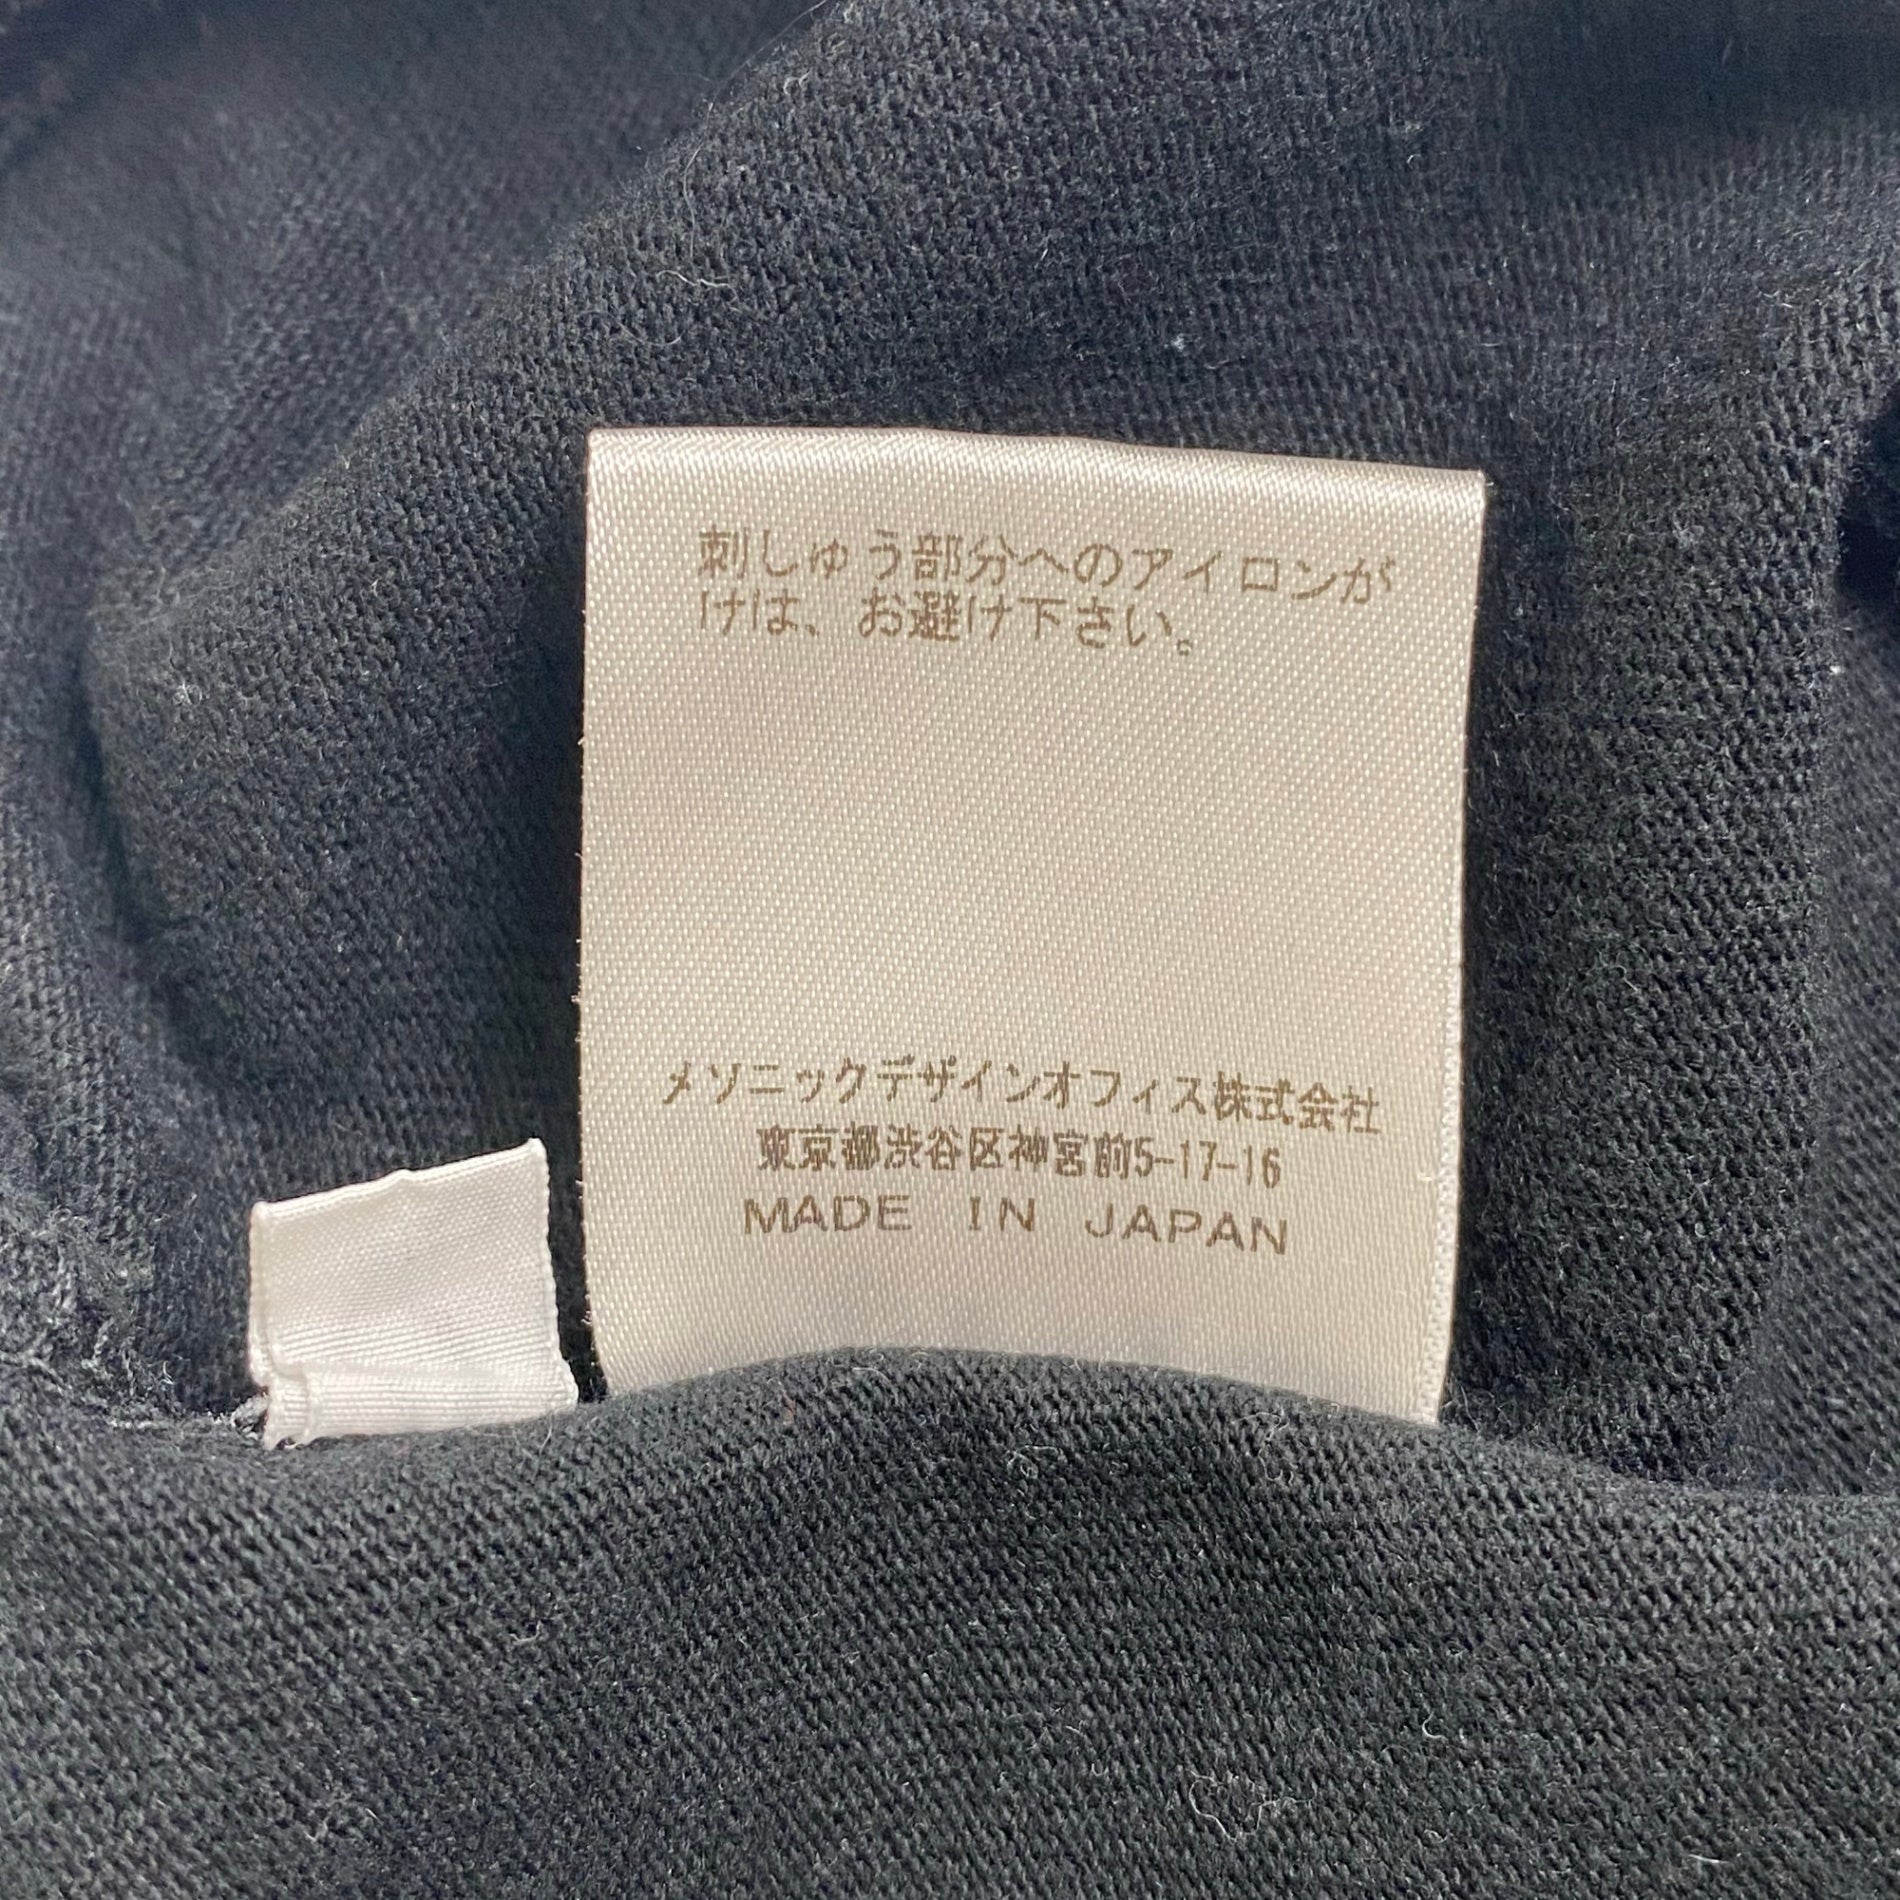 刺しゅう部分へのアイロンが
けは、お避け下さい。
メソニックデザインオフィス株式会社
東京都渋谷区神宮前5-17-16
MADE IN JAPAN